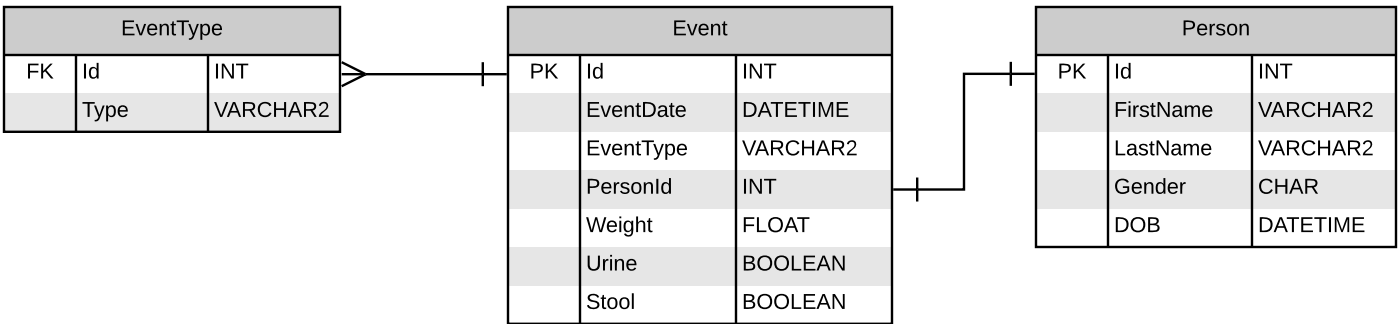 EventType
FK Id INT
Type VARCHAR2
Event
PK Id INT
EventDate DATETIME
EventType VARCHAR2
PersonId INT
Weight FLOAT
Urine BOOLEAN
Stool BOOLEAN
Person
PK Id INT
FirstName VARCHAR2
LastName VARCHAR2
Gender CHAR
DOB DATETIME